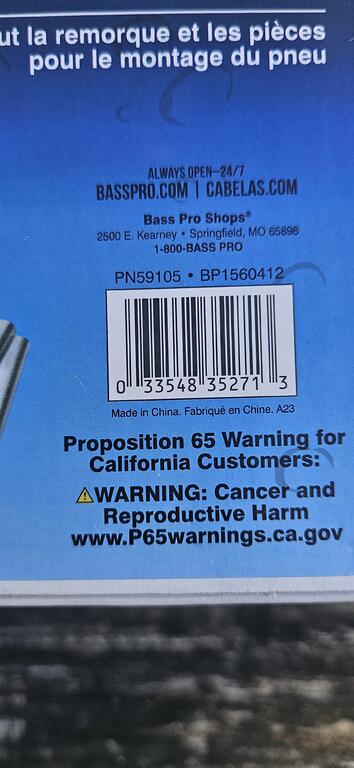 ut la remorque et les pièces
pour le montage du pneu
ALWAYS OPEN–24/7
BASSPRO.COM | CABELAS.COM
Bass Pro Shops®
2500 E. Kearney • Springfield, MO 65898
1-800-BASS PRO
PN59105 • BP1560412
0 33548 35271 3
Made in China. Fabriqué en Chine. A23
Proposition 65 Warning for
California Customers:
⚠WARNING: Cancer and
Reproductive Harm
www.P65warnings.ca.gov